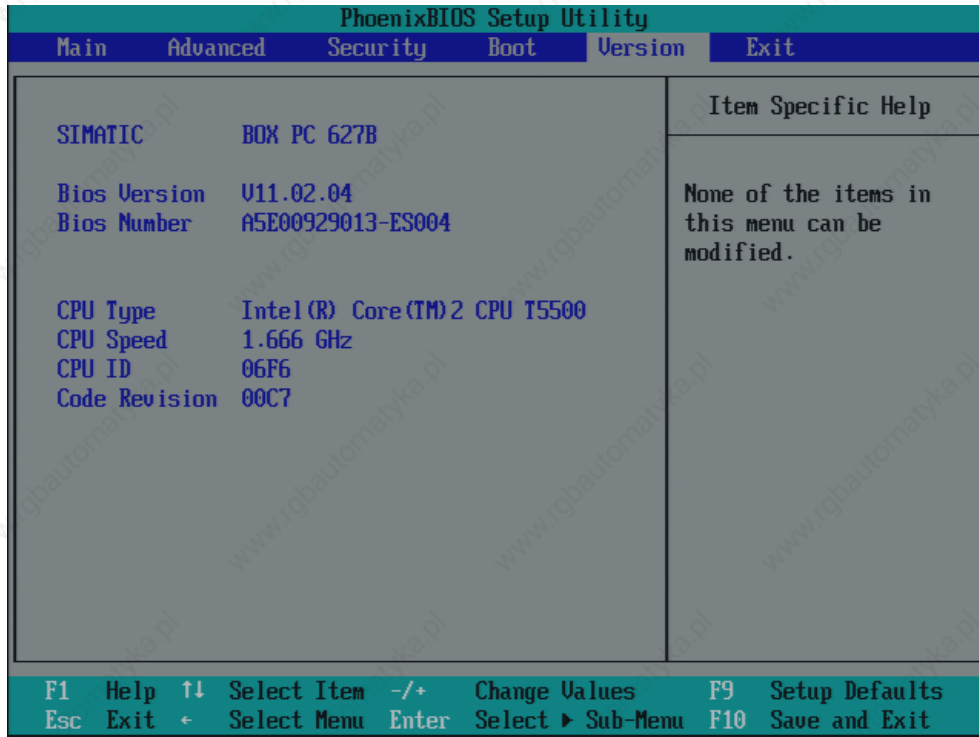 PhoenixBIOS Setup Utility
Main Advanced Security Boot Version Exit
Item Specific Help
SIMATIC BOX PC 627B
Bios Version V11.02.04
Bios Number A5E00929013-ES004
None of the items in
this menu can be
modified.
CPU Type Intel(R) Core(TM)2 CPU T5500
CPU Speed 1.666 GHz
CPU ID 06F6
Code Revision 00C7
F1 Help ↑↓ Select Item -/+ Change Values F9 Setup Defaults
Esc Exit ← Select Menu Enter Select ▶ Sub-Menu F10 Save and Exit
www.rgbautomatyka.pl